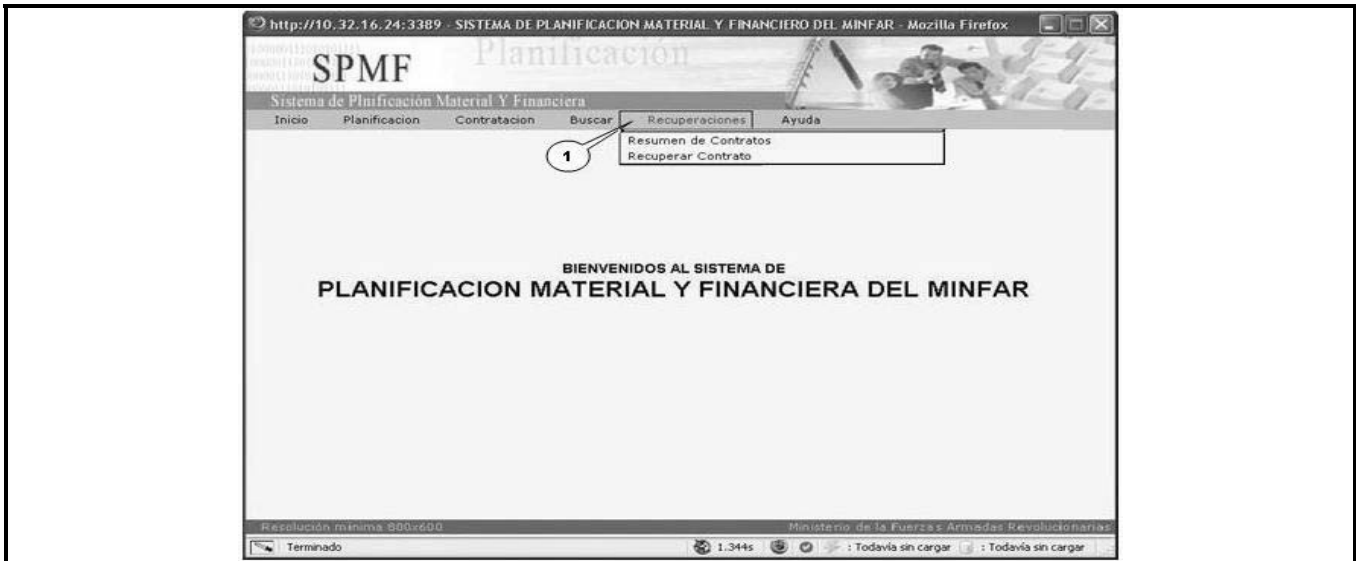 http://10.32.16.24:3389 - SISTEMA DE PLANIFICACION MATERIAL Y FINANCIERO DEL MINFAR - Mozilla Firefox
Planificación
SPMF
Sistema de Plnificación Material Y Financiera
Inicio Planificacion Contratacion Buscar Recuperaciones Ayuda
Resumen de Contratos
1 Recuperar Contrato
BIENVENIDOS AL SISTEMA DE
PLANIFICACION MATERIAL Y FINANCIERA DEL MINFAR
Resolución minima 800x600 Ministerio de la Fuerzas Armadas Revolucionarias
Terminado 1.344s : Todavía sin cargar : Todavía sin cargar